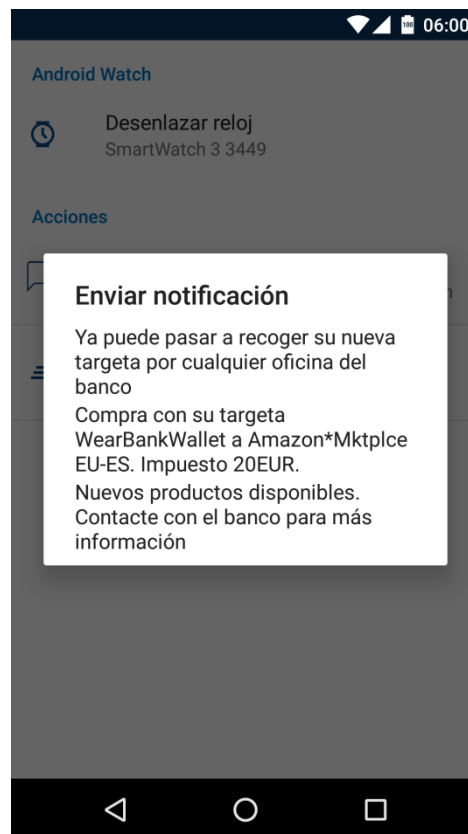 100 06:00
Android Watch
Desenlazar reloj
SmartWatch 3 3449
Acciones
Enviar notificación
Ya puede pasar a recoger su nueva
targeta por cualquier oficina del
banco
Compra con su targeta
WearBankWallet a Amazon*Mktplce
EU-ES. Impuesto 20EUR.
Nuevos productos disponibles.
Contacte con el banco para más
información